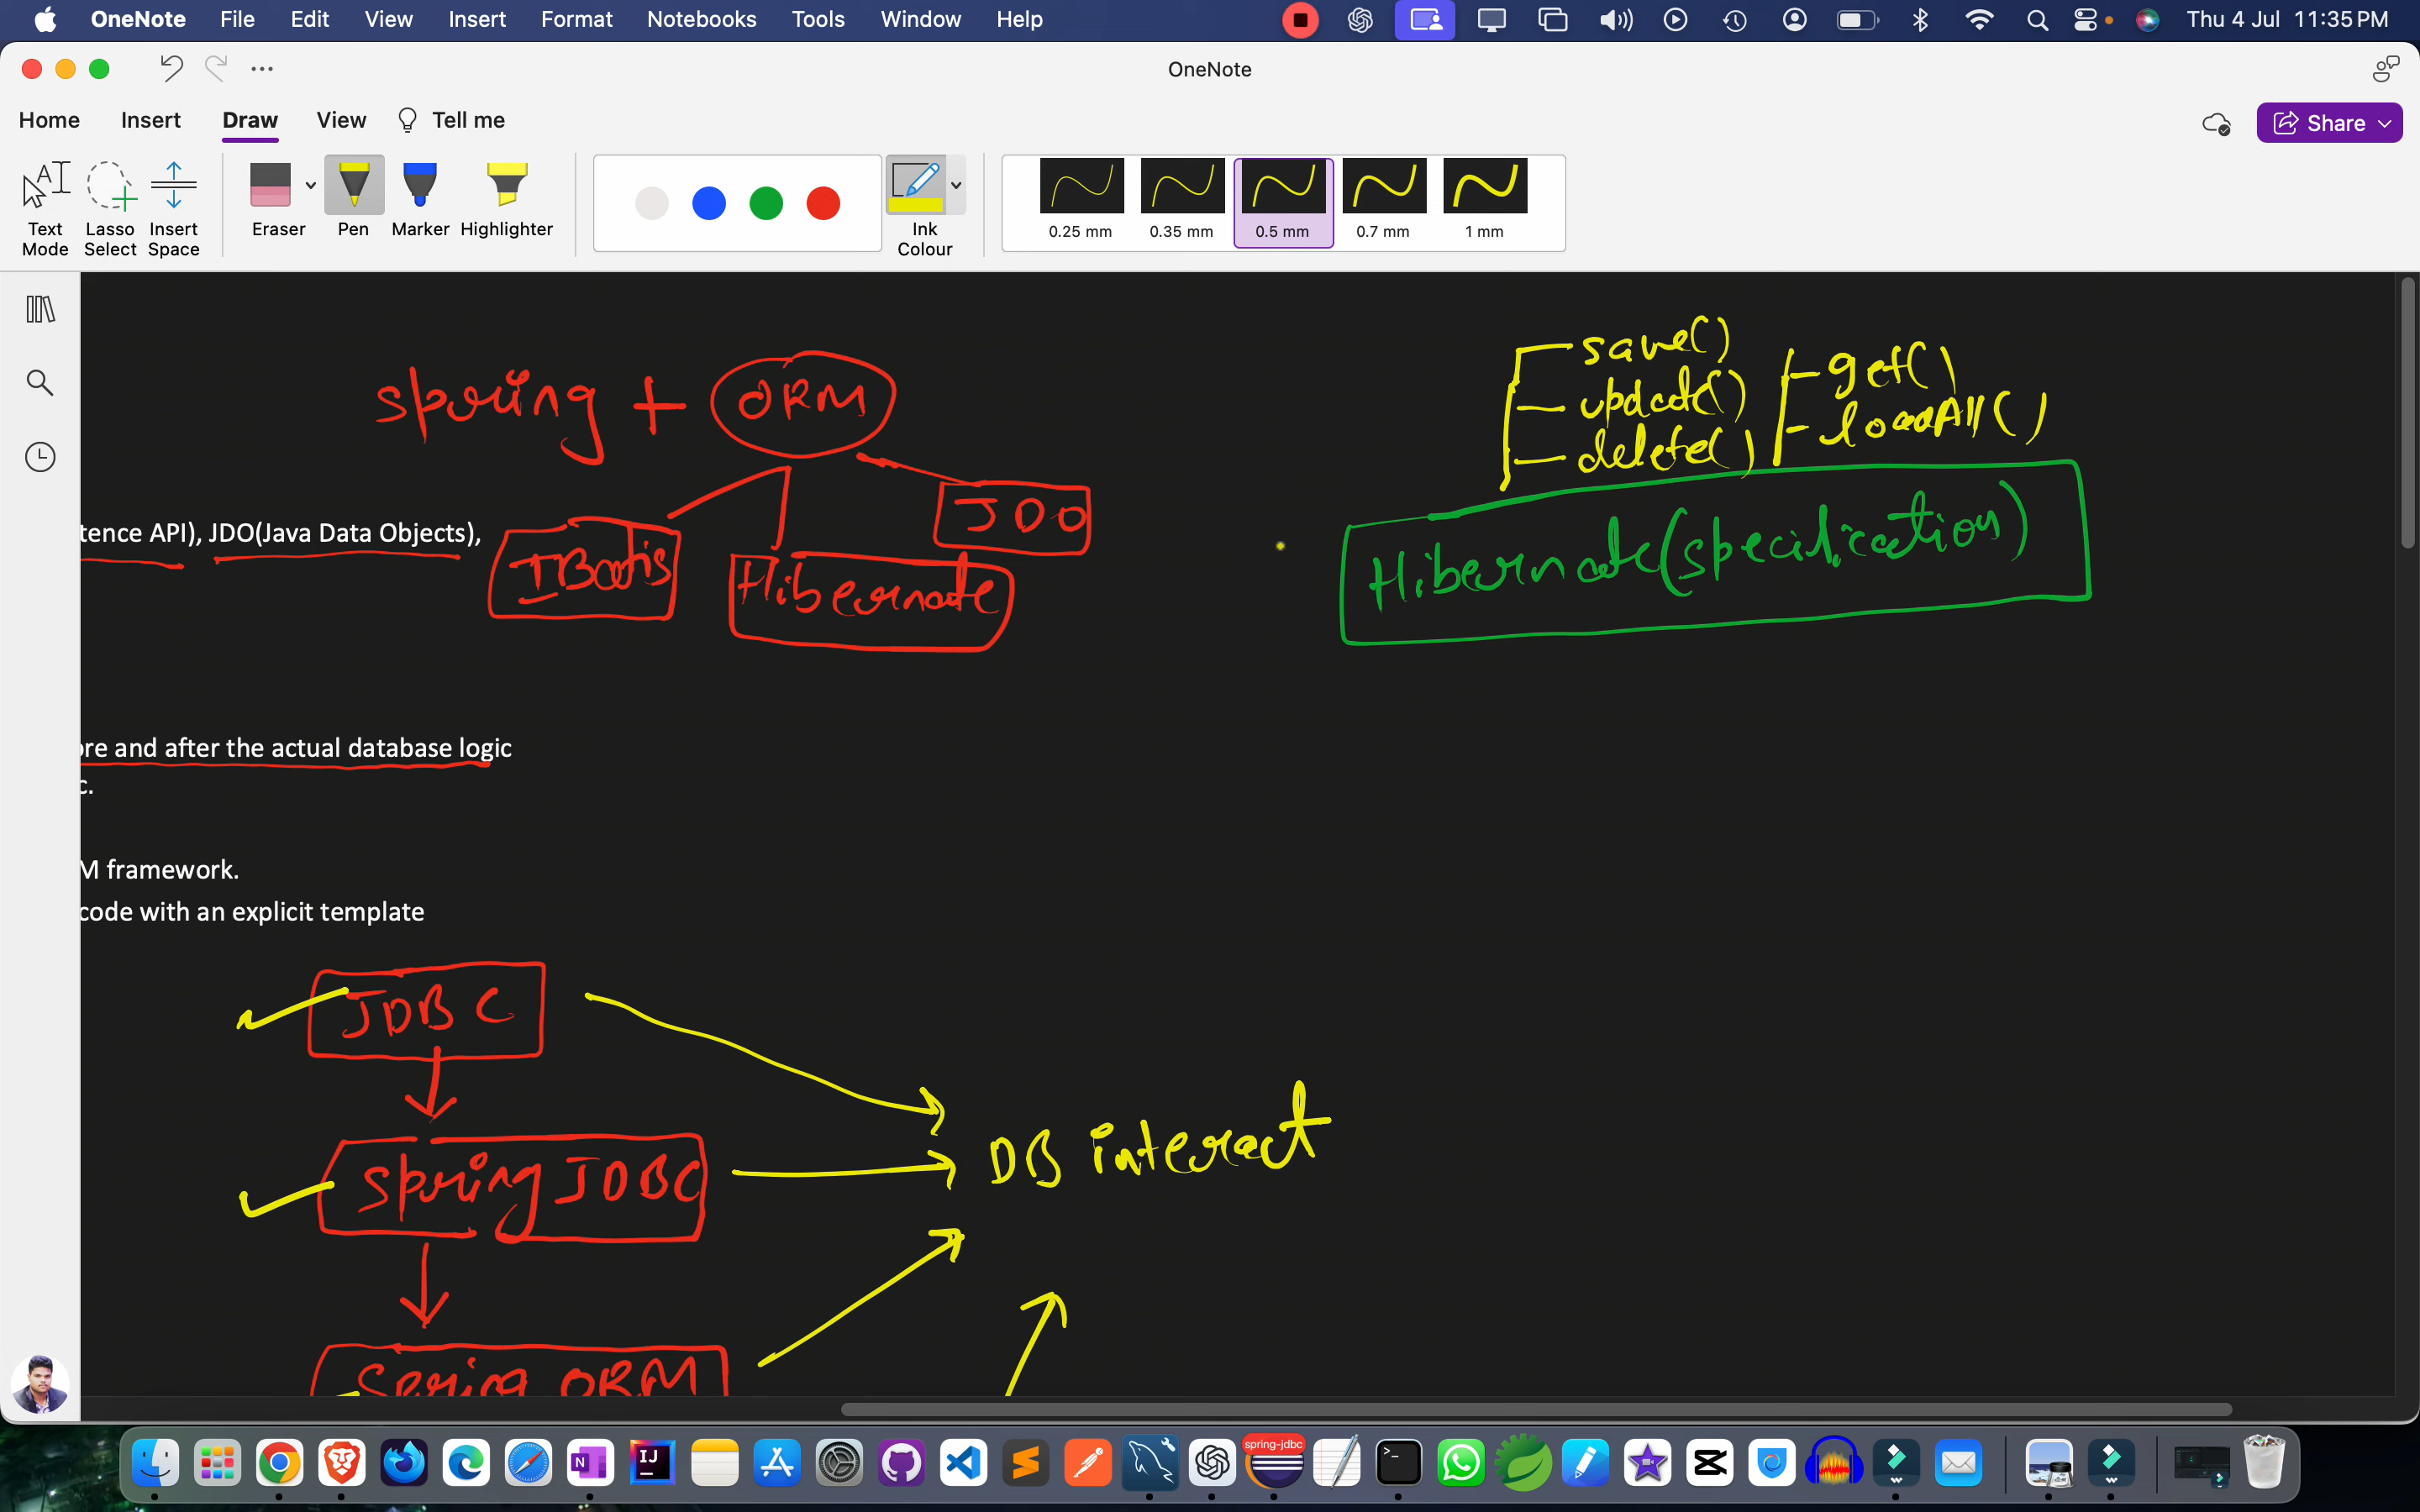 OneNote File Edit View Insert Format Notebooks Tools Window Help Thu 4 Jul 11:35 PM
OneNote
Home Insert Draw View Tell me Share
Text Mode
Lasso Select
Insert Space
Eraser
Pen
Marker
Highlighter
Ink Colour
0.25 mm 0.35 mm 0.5 mm 0.7 mm 1 mm
spring + ORM
save()
update()
delete()
get()
loadAll()
tence API), JDO(Java Data Objects),
IBatis
Hibernate
JDO
Hibernate(specification)
ore and after the actual database logic
c.
M framework.
code with an explicit template
JDBC
spring JDBC
DB interact
Spring ORM
spring-jdbc